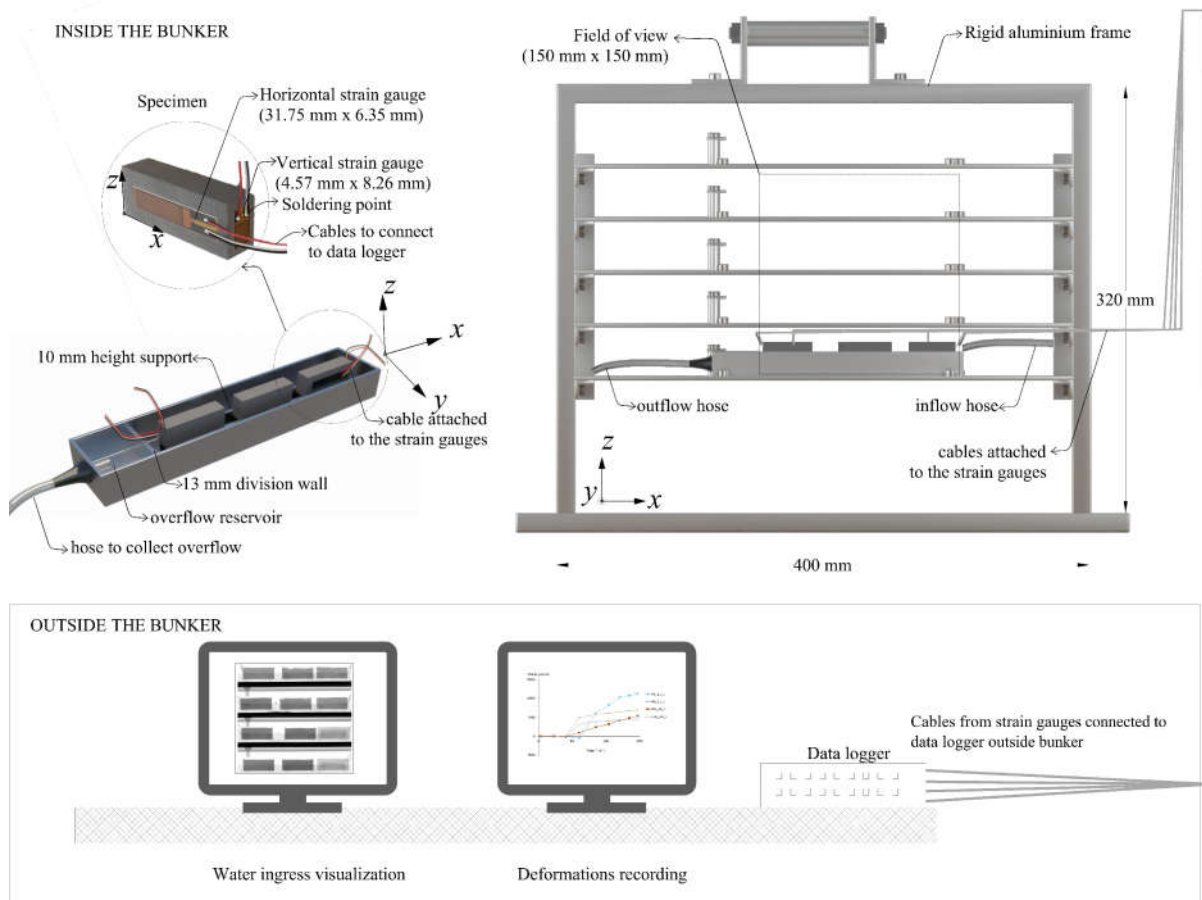 INSIDE THE BUNKER
Specimen
Horizontal strain gauge
(31.75 mm x 6.35 mm)
Vertical strain gauge
(4.57 mm x 8.26 mm)
Soldering point
Cables to connect
to data logger
z
x
z
x
y
10 mm height support
cable attached
to the strain gauges
13 mm division wall
overflow reservoir
hose to collect overflow
Field of view
(150 mm x 150 mm)
Rigid aluminium frame
320 mm
outflow hose
inflow hose
cables attached
to the strain gauges
z
y
x
400 mm
OUTSIDE THE BUNKER
Cables from strain gauges connected to
data logger outside bunker
Data logger
Water ingress visualization
Deformations recording